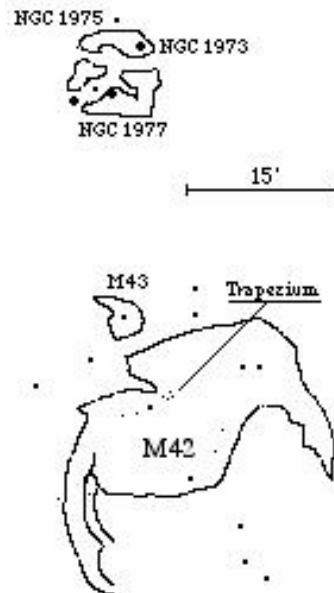 NGC 1975
NGC 1973
NGC 1977
15'
M43
Trapezium
M42